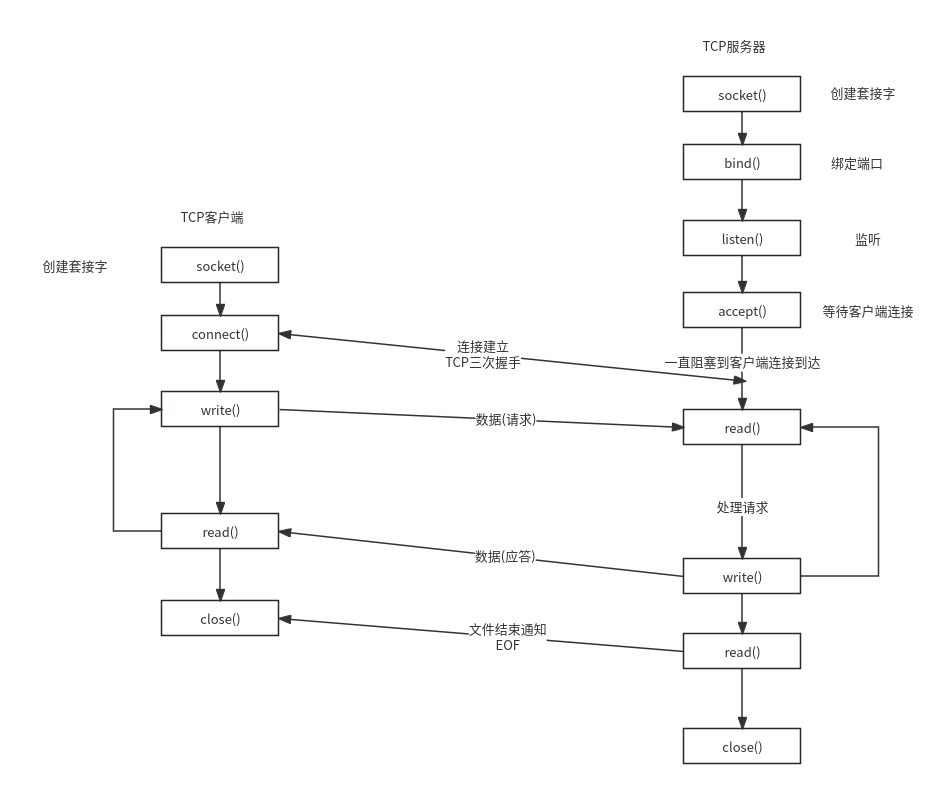 TCP服务器
socket()
创建套接字
bind()
绑定端口
TCP客户端
listen()
监听
创建套接字
socket()
accept()
等待客户端连接
connect()
连接建立
TCP三次握手
一直阻塞到客户端连接到达
write()
数据(请求)
read()
处理请求
read()
数据(应答)
write()
close()
文件结束通知
EOF
read()
close()